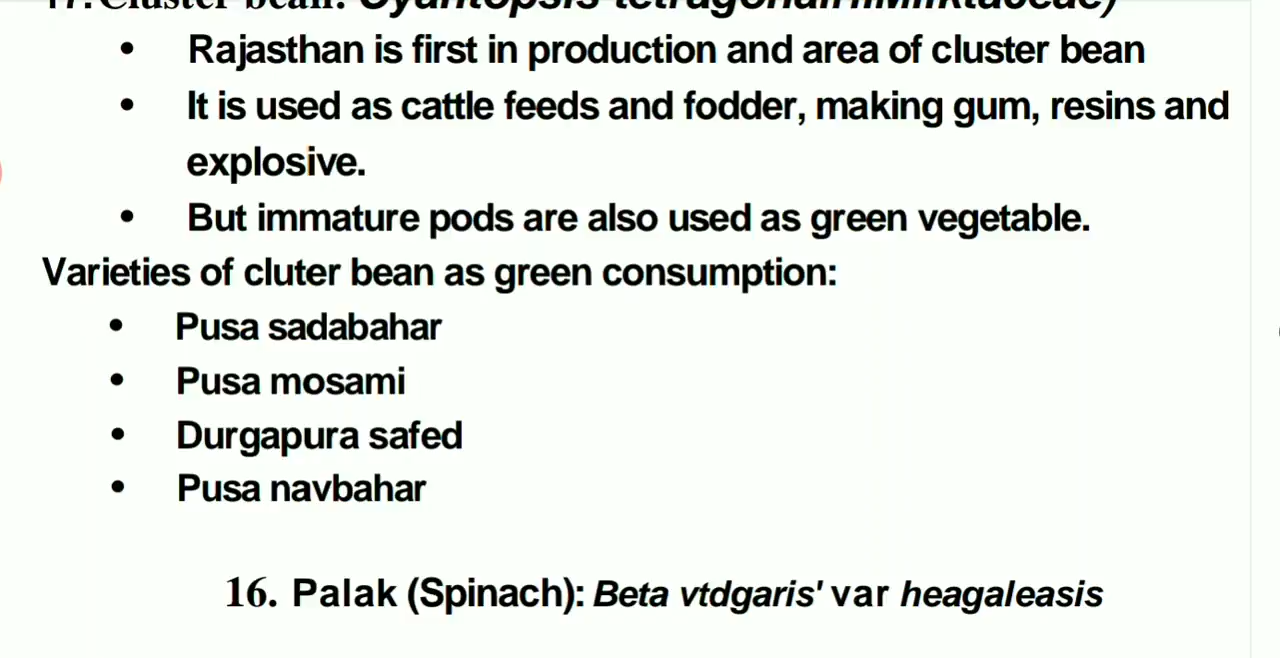 Cluster bean:
• Rajasthan is first in production and area of cluster bean
• It is used as cattle feeds and fodder, making gum, resins and
explosive.
• But immature pods are also used as green vegetable.
Varieties of cluter bean as green consumption:
• Pusa sadabahar
• Pusa mosami
• Durgapura safed
• Pusa navbahar
16. Palak (Spinach): Beta vtdgaris' var heagaleasis